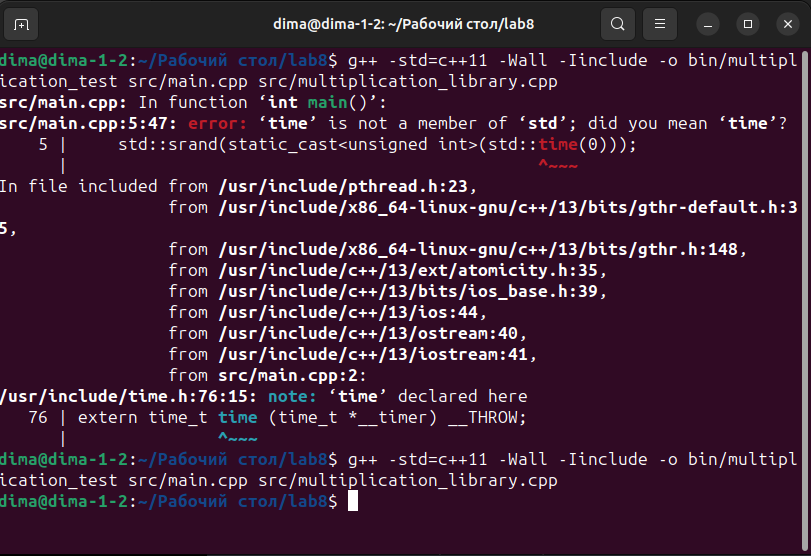 dima@dima-1-2: ~/Рабочий стол/lab8
dima@dima-1-2:~/Рабочий стол/lab8$ g++ -std=c++11 -Wall -Iinclude -o bin/multipl
ication_test src/main.cpp src/multiplication_library.cpp
src/main.cpp: In function ‘int main()’:
src/main.cpp:5:47: error: ‘time’ is not a member of ‘std’; did you mean ‘time’?
    5 |     std::srand(static_cast<unsigned int>(std::time(0)));
      |                                               ^~~~
In file included from /usr/include/pthread.h:23,
                 from /usr/include/x86_64-linux-gnu/c++/13/bits/gthr-default.h:3
5,
                 from /usr/include/x86_64-linux-gnu/c++/13/bits/gthr.h:148,
                 from /usr/include/c++/13/ext/atomicity.h:35,
                 from /usr/include/c++/13/bits/ios_base.h:39,
                 from /usr/include/c++/13/ios:44,
                 from /usr/include/c++/13/ostream:40,
                 from /usr/include/c++/13/iostream:41,
                 from src/main.cpp:2:
/usr/include/time.h:76:15: note: ‘time’ declared here
   76 | extern time_t time (time_t *__timer) __THROW;
      |               ^~~~
dima@dima-1-2:~/Рабочий стол/lab8$ g++ -std=c++11 -Wall -Iinclude -o bin/multipl
ication_test src/main.cpp src/multiplication_library.cpp
dima@dima-1-2:~/Рабочий стол/lab8$